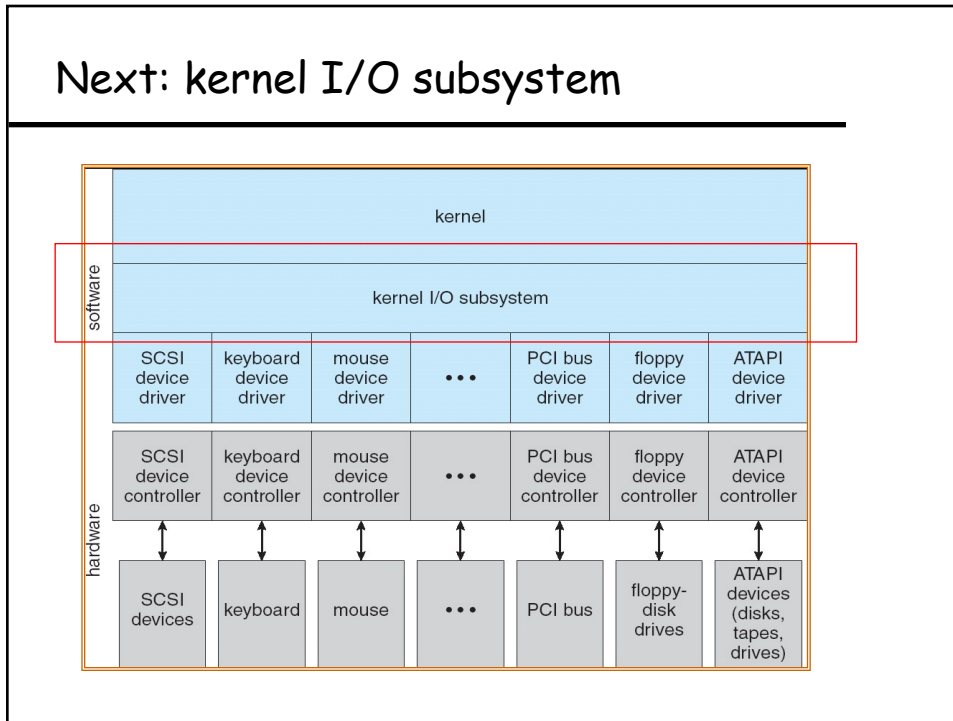 Next: kernel I/O subsystem
software
kernel
kernel I/O subsystem
SCSI
device
driver
keyboard
device
driver
mouse
device
driver
•••
PCI bus
device
driver
floppy
device
driver
ATAPI
device
driver
hardware
SCSI
device
controller
keyboard
device
controller
mouse
device
controller
•••
PCI bus
device
controller
floppy
device
controller
ATAPI
device
controller
SCSI
devices
keyboard
mouse
•••
PCI bus
floppy-
disk
drives
ATAPI
devices
(disks,
tapes,
drives)